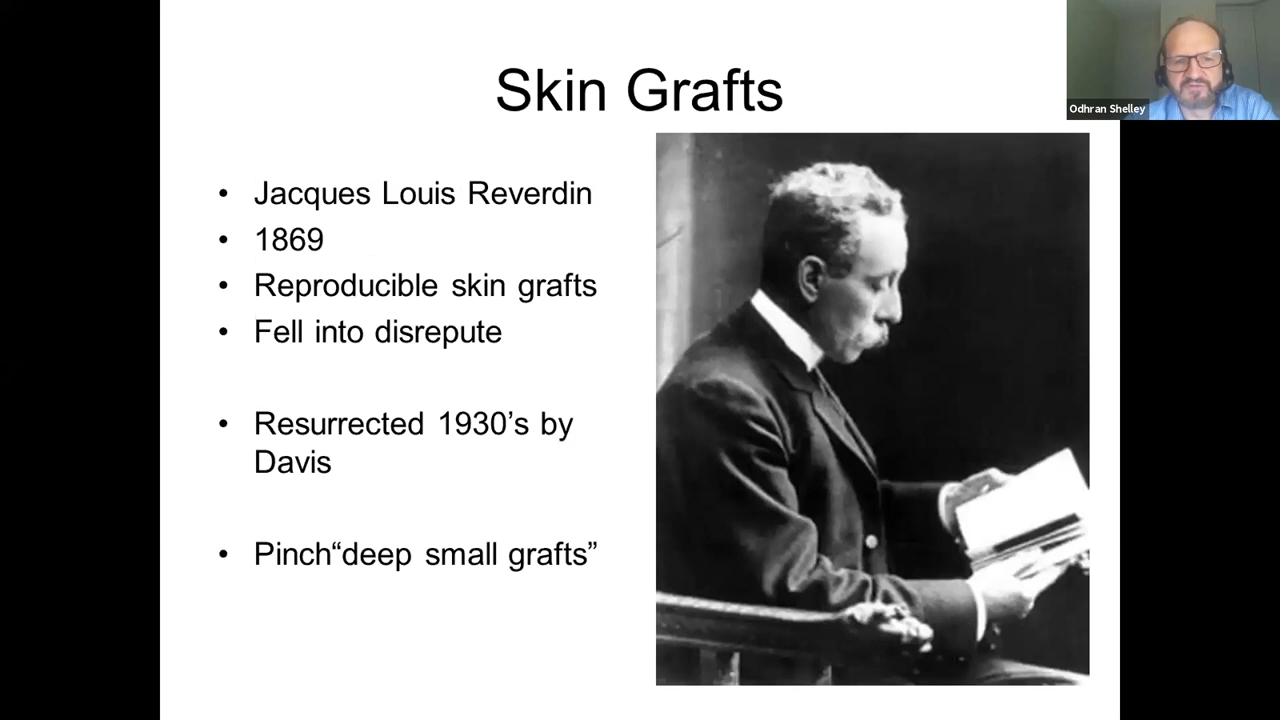 Skin Grafts
Odhran Shelley
• Jacques Louis Reverdin
• 1869
• Reproducible skin grafts
• Fell into disrepute
• Resurrected 1930’s by
Davis
• Pinch“deep small grafts”